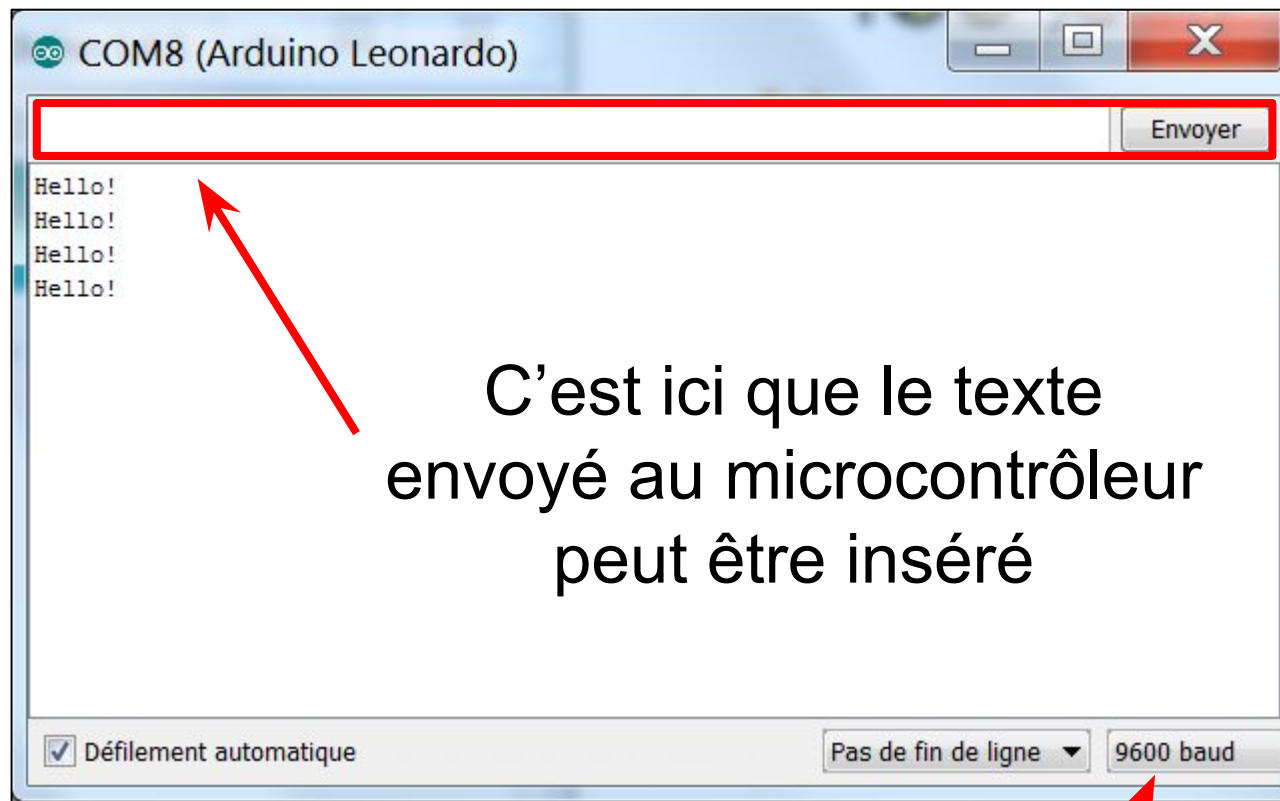 COM8 (Arduino Leonardo)
Envoyer
Hello!
Hello!
Hello!
Hello!
C’est ici que le texte
envoyé au microcontrôleur
peut être inséré
Défilement automatique
Pas de fin de ligne
9600 baud